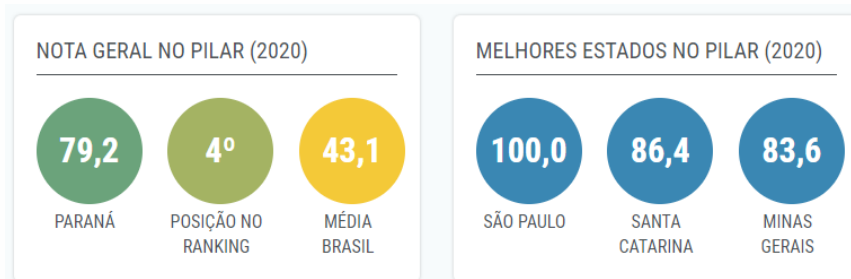 NOTA GERAL NO PILAR (2020)
79,2
4º
43,1
PARANÁ
POSIÇÃO NO
RANKING
MÉDIA
BRASIL
MELHORES ESTADOS NO PILAR (2020)
100,0
86,4
83,6
SÃO PAULO
SANTA
CATARINA
MINAS
GERAIS